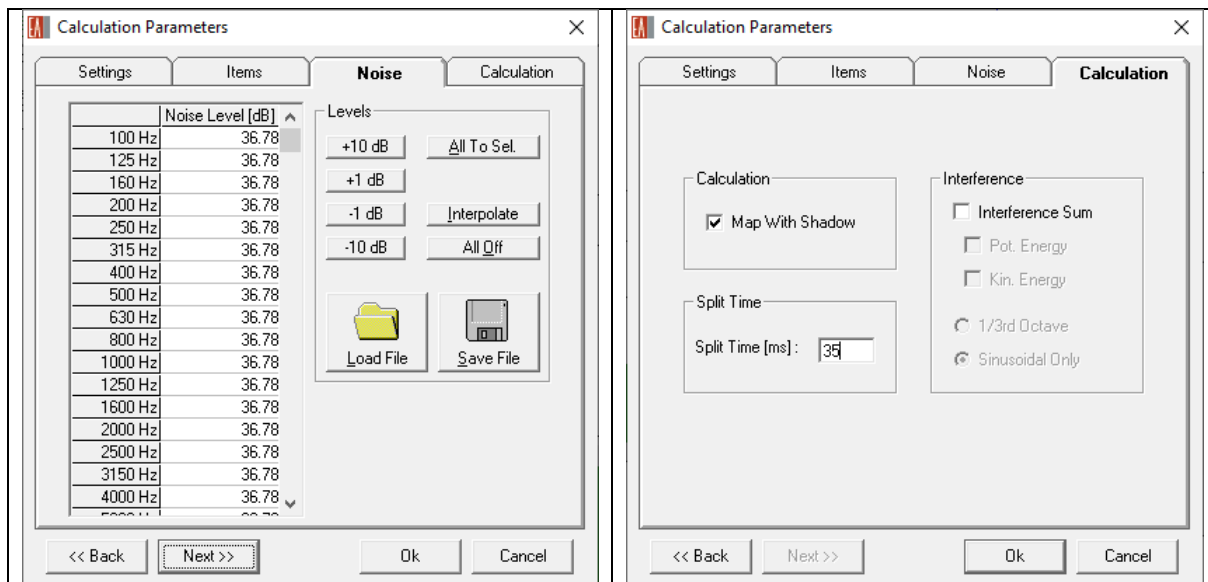 EA Calculation Parameters
Settings Items Noise Calculation
Noise Level [dB]
100 Hz 36.78
125 Hz 36.78
160 Hz 36.78
200 Hz 36.78
250 Hz 36.78
315 Hz 36.78
400 Hz 36.78
500 Hz 36.78
630 Hz 36.78
800 Hz 36.78
1000 Hz 36.78
1250 Hz 36.78
1600 Hz 36.78
2000 Hz 36.78
2500 Hz 36.78
3150 Hz 36.78
4000 Hz 36.78
Levels
+10 dB All To Sel.
+1 dB
-1 dB Interpolate
-10 dB All Off
Load File Save File
<< Back Next >> Ok Cancel
EA Calculation Parameters
Settings Items Noise Calculation
Calculation
Map With Shadow
Split Time
Split Time [ms] : 35
Interference
Interference Sum
Pot. Energy
Kin. Energy
1/3rd Octave
Sinusoidal Only
<< Back Next >> Ok Cancel